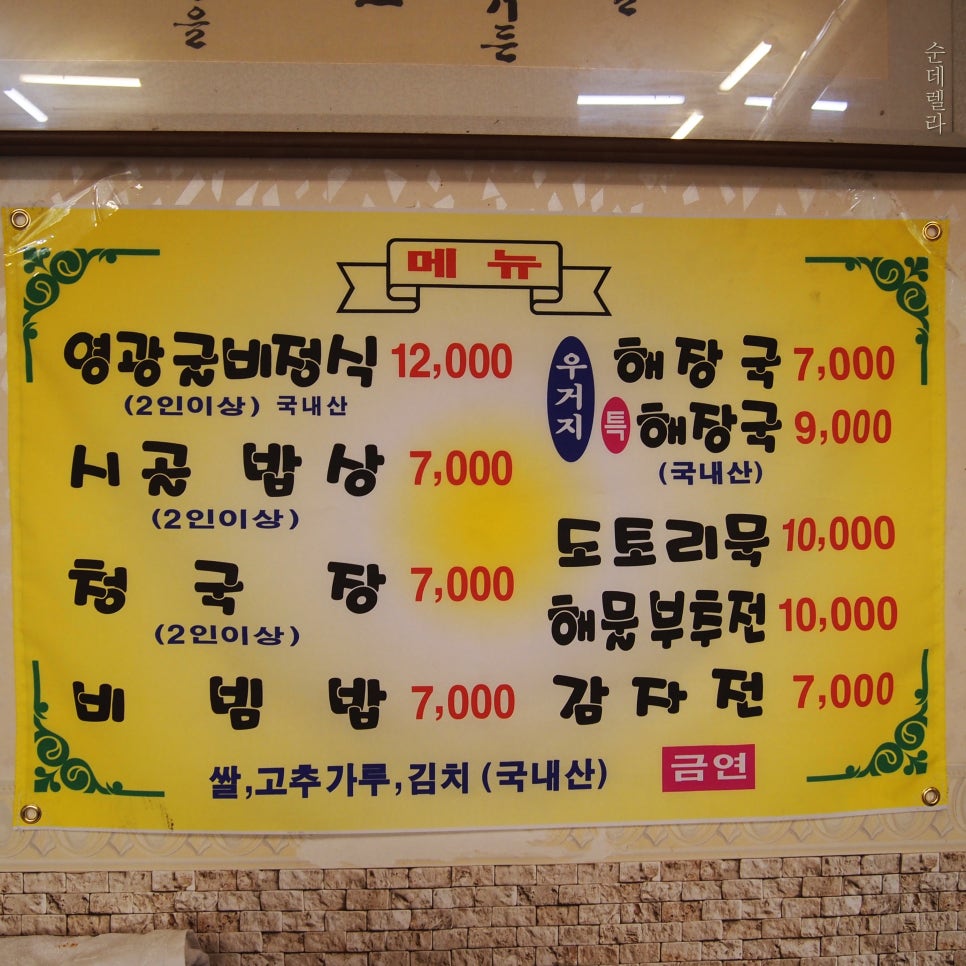 을
순데렐라
메뉴
영광굴비정식 12,000
(2인이상) 국내산
시골 밥상 7,000
(2인이상)
청국장 7,000
(2인이상)
비빔밥 7,000
우거지 해장국 7,000
특 해장국 9,000
(국내산)
도토리묵 10,000
해물부추전 10,000
감자전 7,000
쌀,고추가루,김치 (국내산)
금연